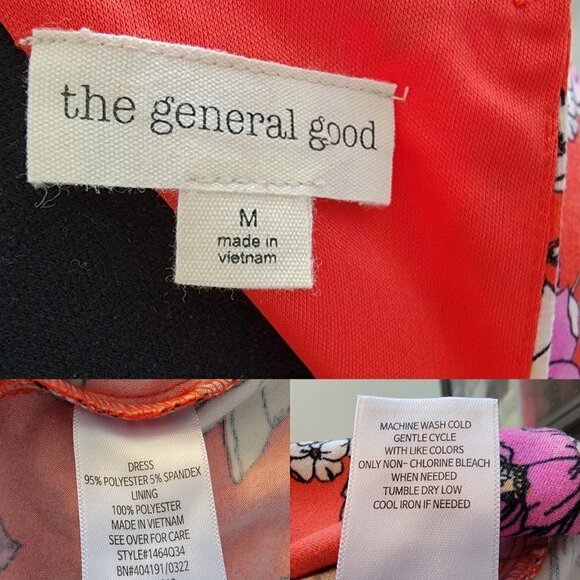 the general good
M
made in
vietnam
DRESS
95% POLYESTER 5% SPANDEX
LINING
100% POLYESTER
MADE IN VIETNAM
SEE OVER FOR CARE
STYLE#1464Q34
BN#404191/0322
MACHINE WASH COLD
GENTLE CYCLE
WITH LIKE COLORS
ONLY NON- CHLORINE BLEACH
WHEN NEEDED
TUMBLE DRY LOW
COOL IRON IF NEEDED